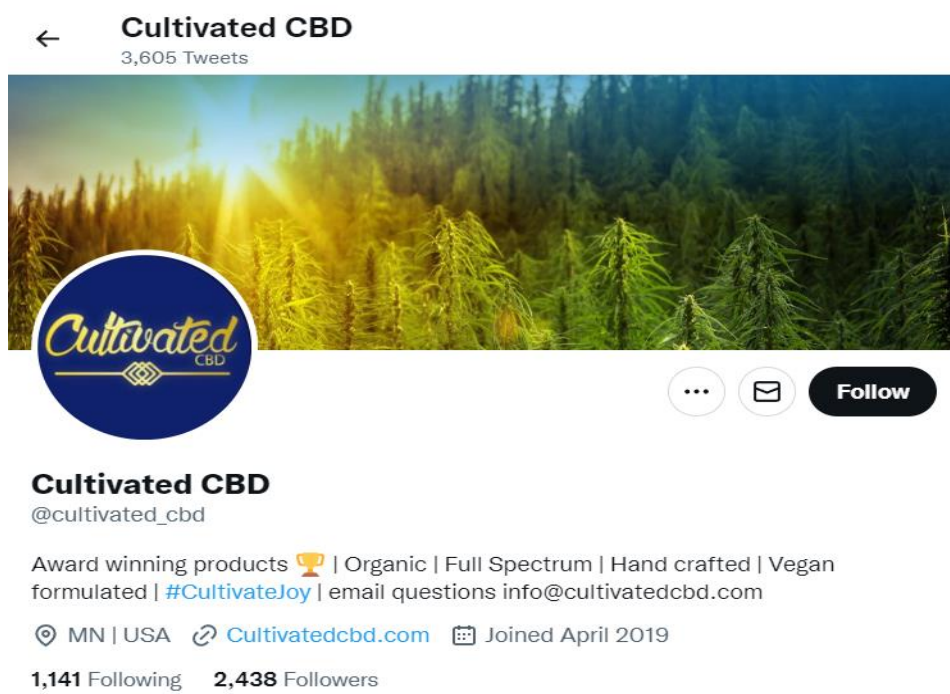 Cultivated CBD
3,605 Tweets
Cultivated
CBD
Follow
Cultivated CBD
@cultivated_cbd
Award winning products 🏆 | Organic | Full Spectrum | Hand crafted | Vegan
formulated | #CultivateJoy | email questions info@cultivatedcbd.com
MN | USA Cultivatedcbd.com Joined April 2019
1,141 Following 2,438 Followers